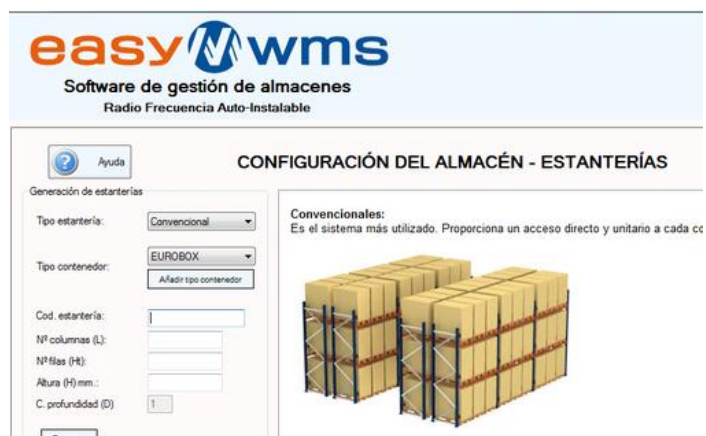 easy wms
Software de gestión de almacenes
Radio Frecuencia Auto-Instalable
Ayuda
CONFIGURACIÓN DEL ALMACÉN - ESTANTERÍAS
Generación de estanterías
Tipo estantería:
Convencional
Tipo contenedor:
EUROBOX
Añadir tipo contenedor
Cod. estantería:
Nº columnas (L):
Nº filas (Ht):
Altura (H) mm.:
C. profundidad (D)
1
Convencionales:
Es el sistema más utilizado. Proporciona un acceso directo y unitario a cada